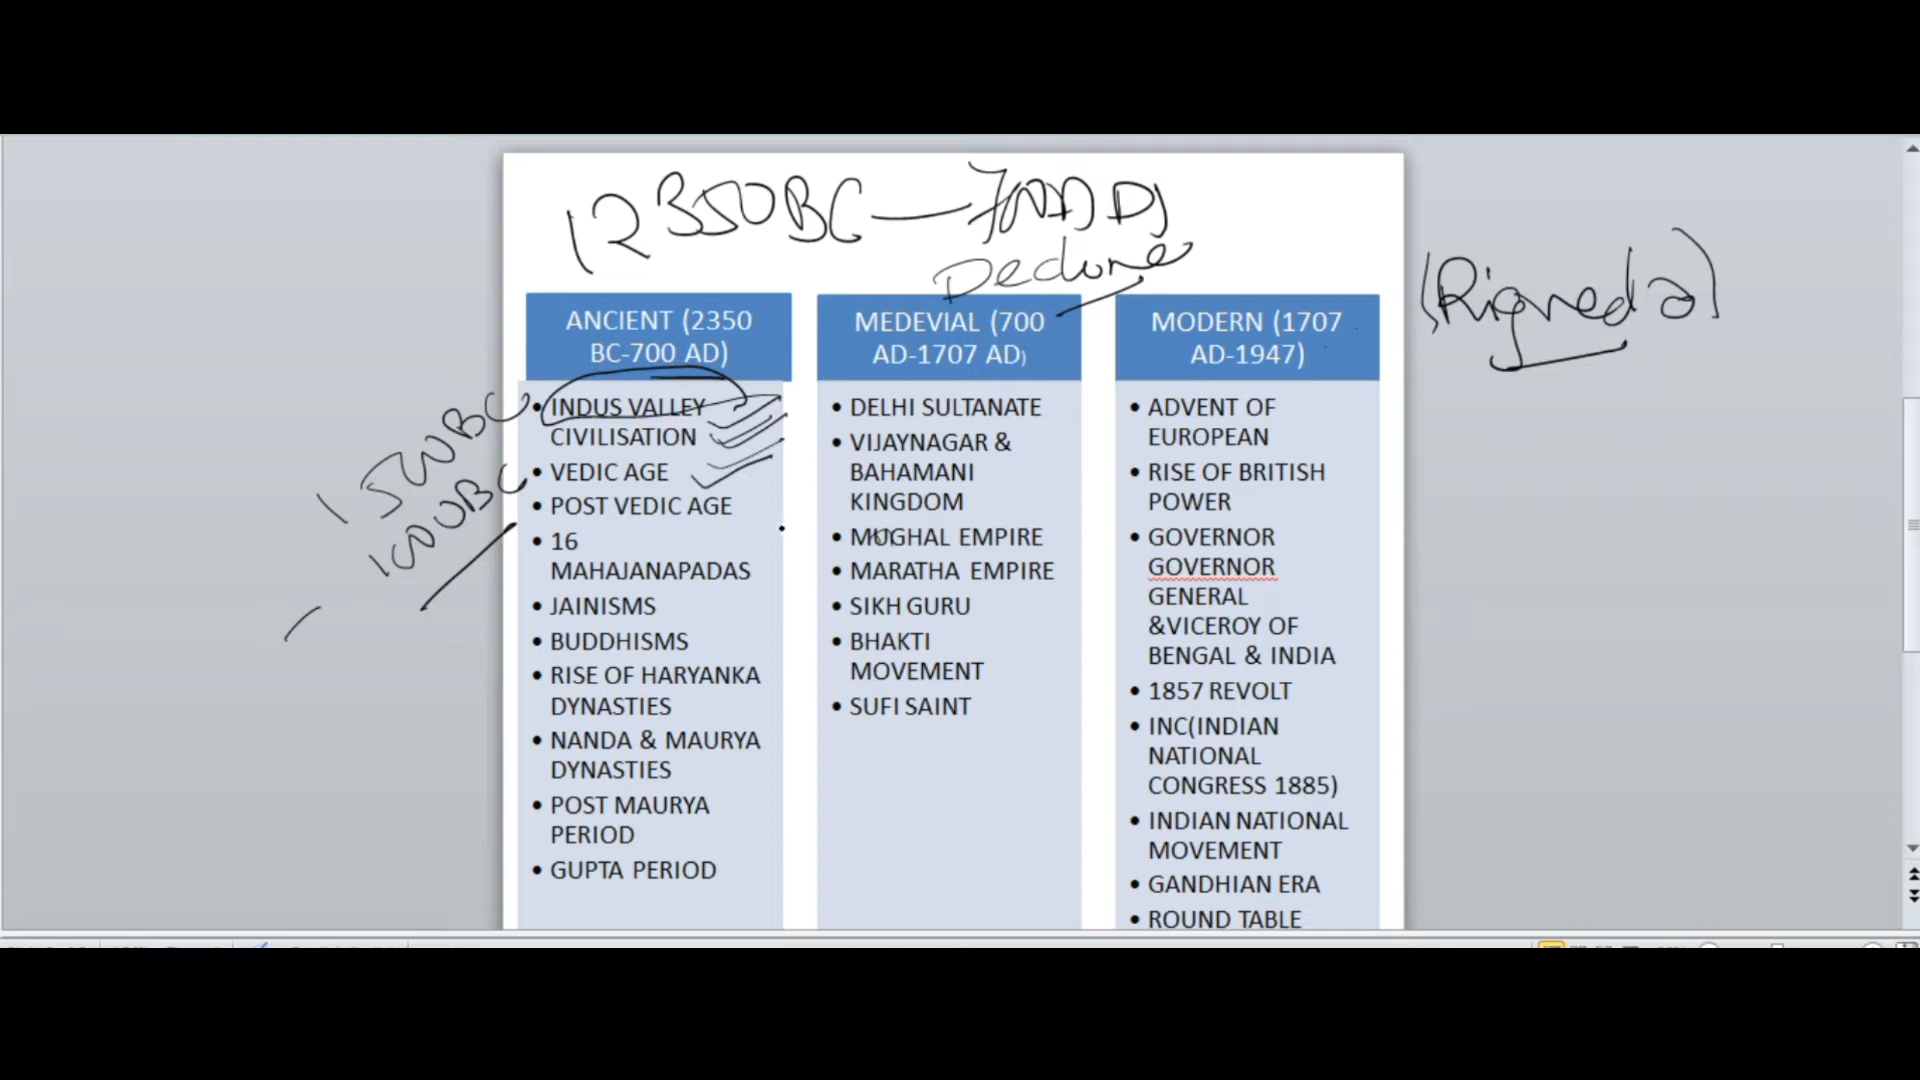 2350BC — 700AD)
Decline
(Rigveda)
ANCIENT (2350
BC-700 AD)
• INDUS VALLEY
CIVILISATION
• VEDIC AGE
• POST VEDIC AGE
• 16
MAHAJANAPADAS
• JAINISMS
• BUDDHISMS
• RISE OF HARYANKA
DYNASTIES
• NANDA & MAURYA
DYNASTIES
• POST MAURYA
PERIOD
• GUPTA PERIOD
1500BC
1000BC
MEDEVIAL (700
AD-1707 AD)
• DELHI SULTANATE
• VIJAYNAGAR &
BAHAMANI
KINGDOM
• MUGHAL EMPIRE
• MARATHA EMPIRE
• SIKH GURU
• BHAKTI
MOVEMENT
• SUFI SAINT
MODERN (1707
AD-1947)
• ADVENT OF
EUROPEAN
• RISE OF BRITISH
POWER
• GOVERNOR
GOVERNOR
GENERAL
&VICEROY OF
BENGAL & INDIA
• 1857 REVOLT
• INC(INDIAN
NATIONAL
CONGRESS 1885)
• INDIAN NATIONAL
MOVEMENT
• GANDHIAN ERA
• ROUND TABLE